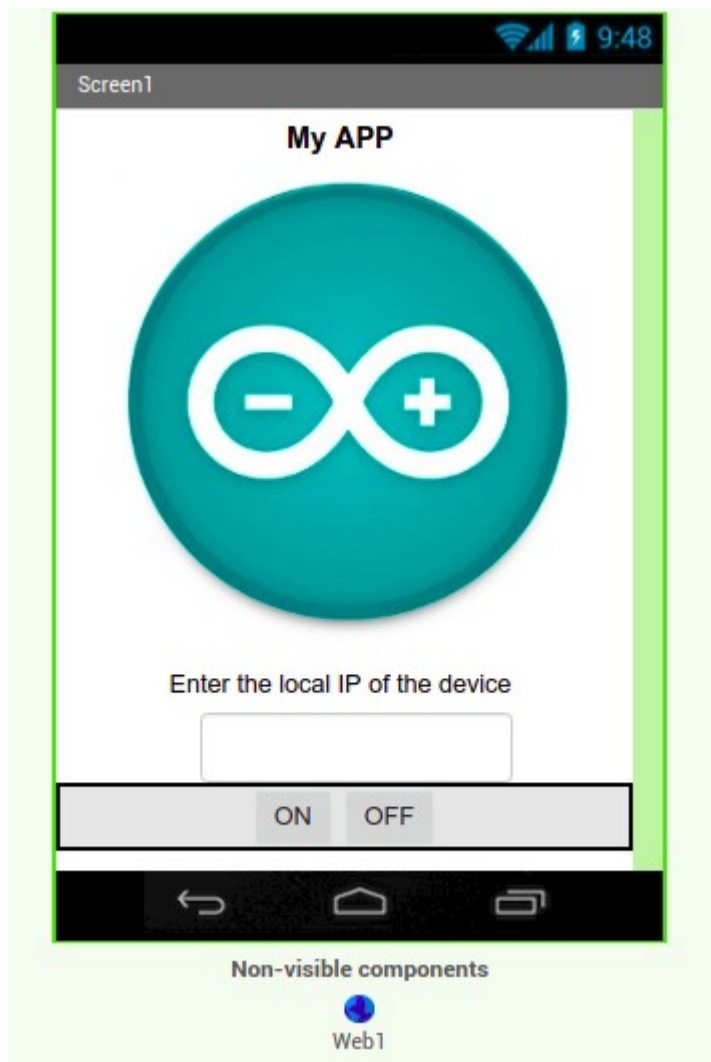 9:48
Screen1
My APP
Enter the local IP of the device
ON OFF
Non-visible components
Web1